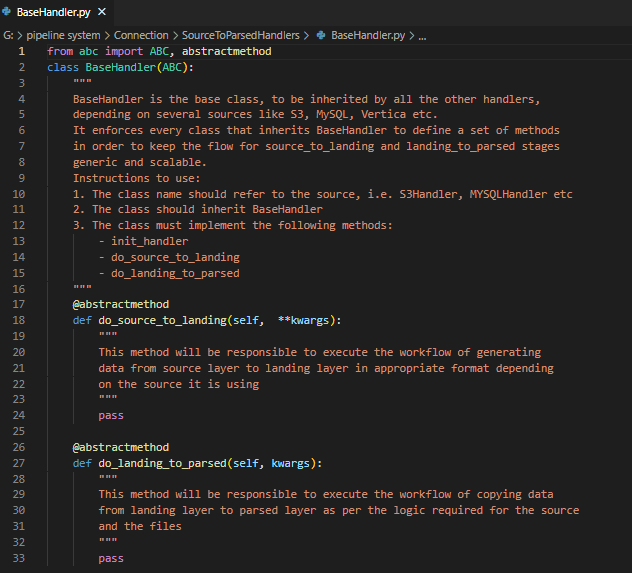 BaseHandler.py ×
G: > pipeline system > Connection > SourceToParsedHandlers > BaseHandler.py > ...
1 from abc import ABC, abstractmethod
2 class BaseHandler(ABC):
3 """
4 BaseHandler is the base class, to be inherited by all the other handlers,
5 depending on several sources like S3, MySQL, Vertica etc.
6 It enforces every class that inherits BaseHandler to define a set of methods
7 in order to keep the flow for source_to_landing and landing_to_parsed stages
8 generic and scalable.
9 Instructions to use:
10 1. The class name should refer to the source, i.e. S3Handler, MYSQLHandler etc
11 2. The class should inherit BaseHandler
12 3. The class must implement the following methods:
13 - init_handler
14 - do_source_to_landing
15 - do_landing_to_parsed
16 """
17 @abstractmethod
18 def do_source_to_landing(self,  **kwargs):
19 """
20 This method will be responsible to execute the workflow of generating
21 data from source layer to landing layer in appropriate format depending
22 on the source it is using
23 """
24 pass
25
26 @abstractmethod
27 def do_landing_to_parsed(self, kwargs):
28 """
29 This method will be responsible to execute the workflow of copying data
30 from landing layer to parsed layer as per the logic required for the source
31 and the files
32 """
33 pass